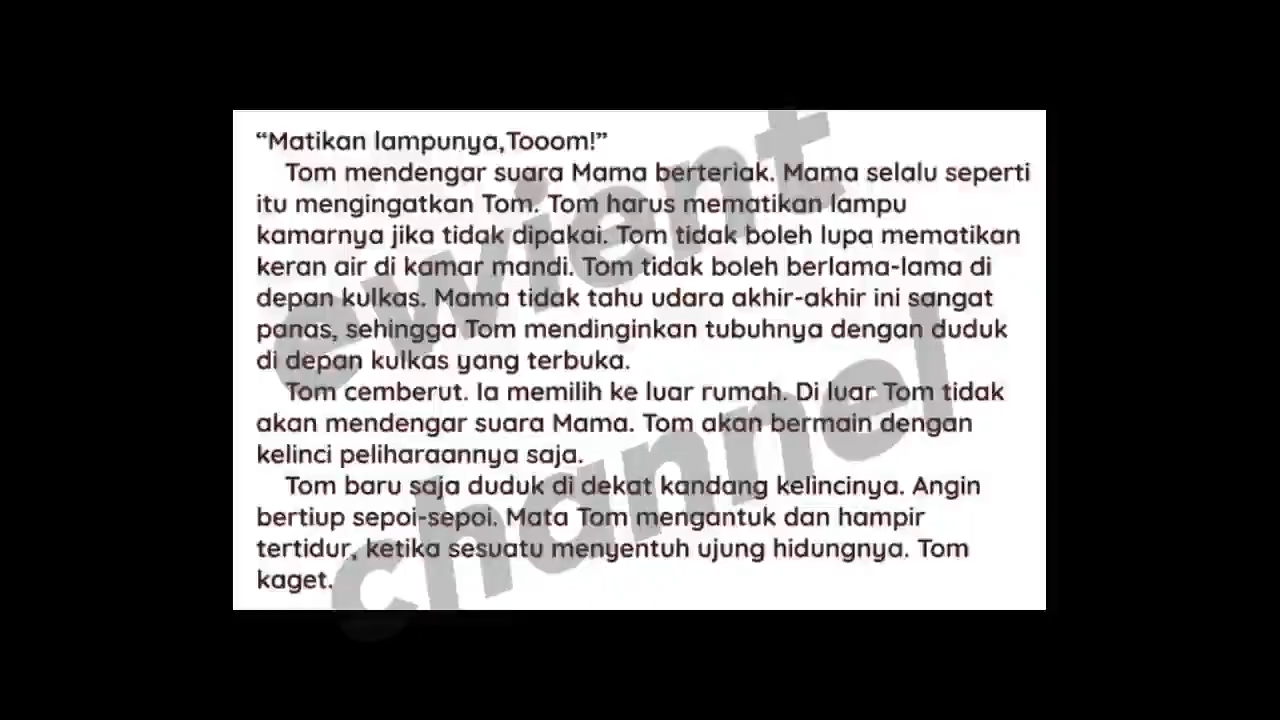 “Matikan lampunya,Tooom!”
Tom mendengar suara Mama berteriak. Mama selalu seperti
itu mengingatkan Tom. Tom harus mematikan lampu
kamarnya jika tidak dipakai. Tom tidak boleh lupa mematikan
keran air di kamar mandi. Tom tidak boleh berlama-lama di
depan kulkas. Mama tidak tahu udara akhir-akhir ini sangat
panas, sehingga Tom mendinginkan tubuhnya dengan duduk
di depan kulkas yang terbuka.
Tom cemberut. Ia memilih ke luar rumah. Di luar Tom tidak
akan mendengar suara Mama. Tom akan bermain dengan
kelinci peliharaannya saja.
Tom baru saja duduk di dekat kandang kelincinya. Angin
bertiup sepoi-sepoi. Mata Tom mengantuk dan hampir
tertidur, ketika sesuatu menyentuh ujung hidungnya. Tom
kaget.
ewient
channel